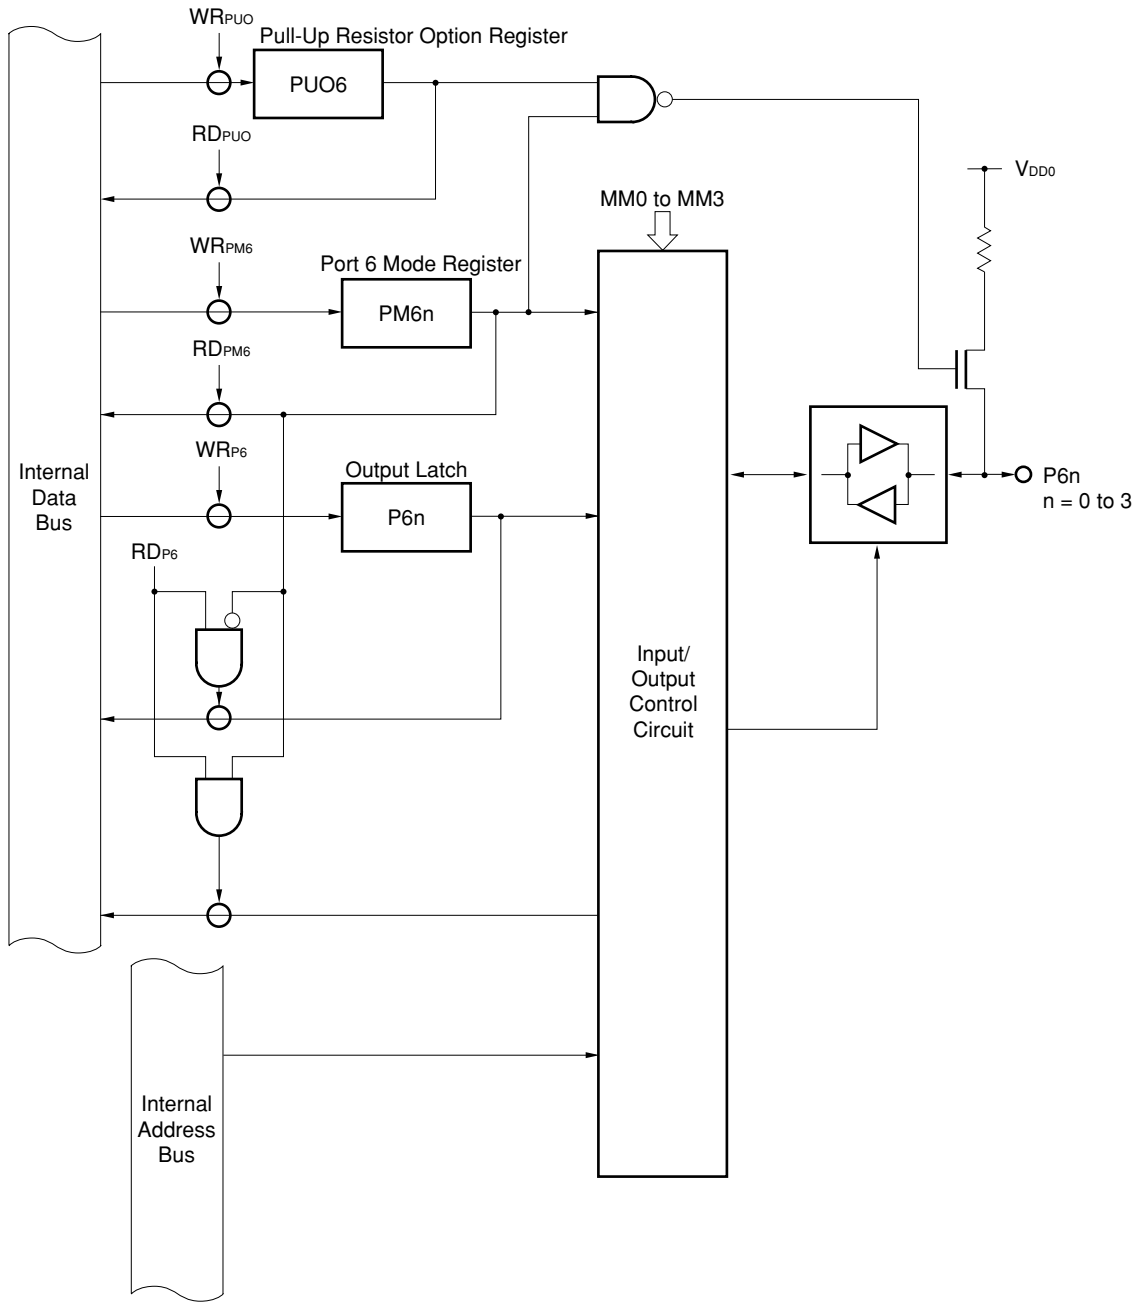 WRPUO
Pull-Up Resistor Option Register
PUO6
RDPUO
VDD0
MM0 to MM3
WRPM6
Port 6 Mode Register
PM6n
RDPM6
WRP6
Output Latch
P6n
Internal
Data
Bus
P6n
n = 0 to 3
RDP6
Input/
Output
Control
Circuit
Internal
Address
Bus